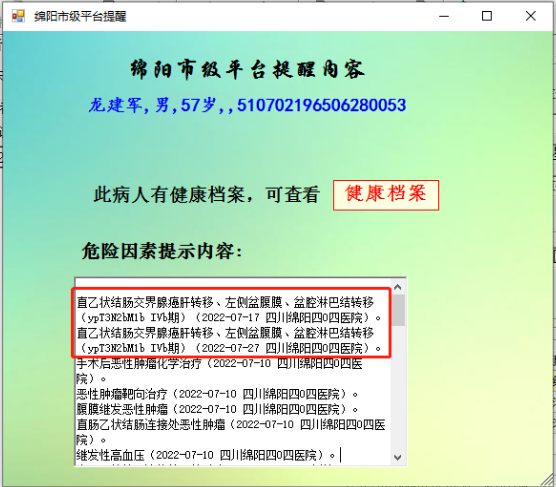 绵阳市级平台提醒
绵阳市级平台提醒内容
龙建军,男,57岁,,510702196506280053
此病人有健康档案，可查看 健康档案
危险因素提示内容:
直乙状结肠交界腺癌肝转移、左侧盆腹膜、盆腔淋巴结转移
（ypT3N2bM1b IVb期）（2022-07-17 四川绵阳四0四医院）。
直乙状结肠交界腺癌肝转移、左侧盆腹膜、盆腔淋巴结转移
（ypT3N2bM1b IVb期）（2022-07-27 四川绵阳四0四医院）。
手术后恶性肿瘤化学治疗（2022-07-10 四川绵阳四0四医
院）。
恶性肿瘤靶向治疗（2022-07-10 四川绵阳四0四医院）。
腹膜继发恶性肿瘤（2022-07-10 四川绵阳四0四医院）。
直肠乙状结肠连接处恶性肿瘤（2022-07-10 四川绵阳四0四医
院）。
继发性高血压（2022-07-10 四川绵阳四0四医院）。